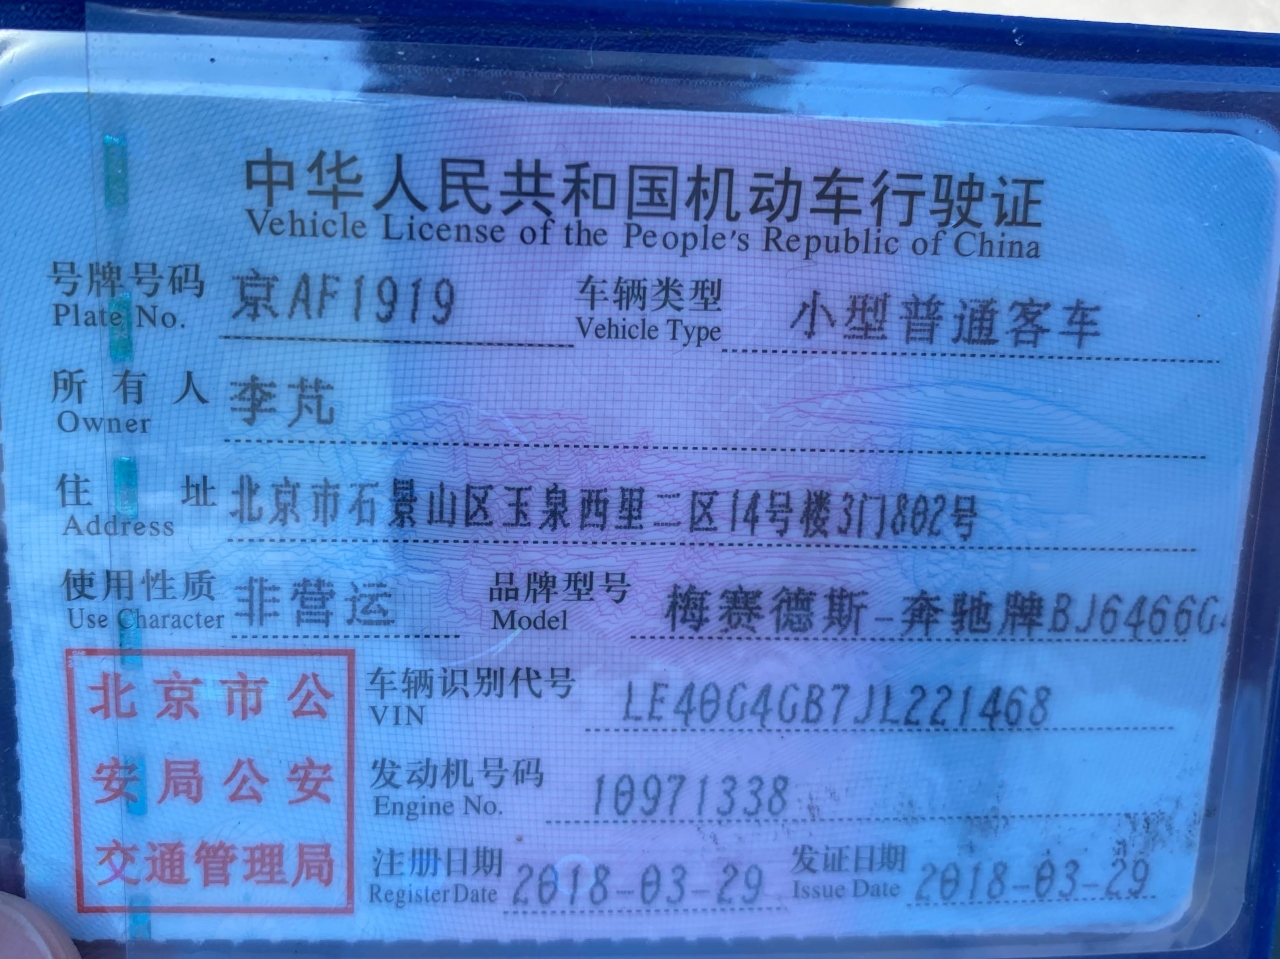 中华人民共和国机动车行驶证
Vehicle License of the People's Republic of China
号牌号码 京AF1919 车辆类型 小型普通客车
Plate No. Vehicle Type
所有人 李芃
Owner
住址 北京市石景山区玉泉西里二区14号楼3门802号
Address
使用性质 非营运 品牌型号 梅赛德斯-奔驰牌BJ6466G
Use Character Model
北京市公
安局公安
交通管理局
车辆识别代号 LE40G4GB7JL221468
VIN
发动机号码 10971338
Engine No.
注册日期 2018-03-29 发证日期 2018-03-29
Register Date Issue Date